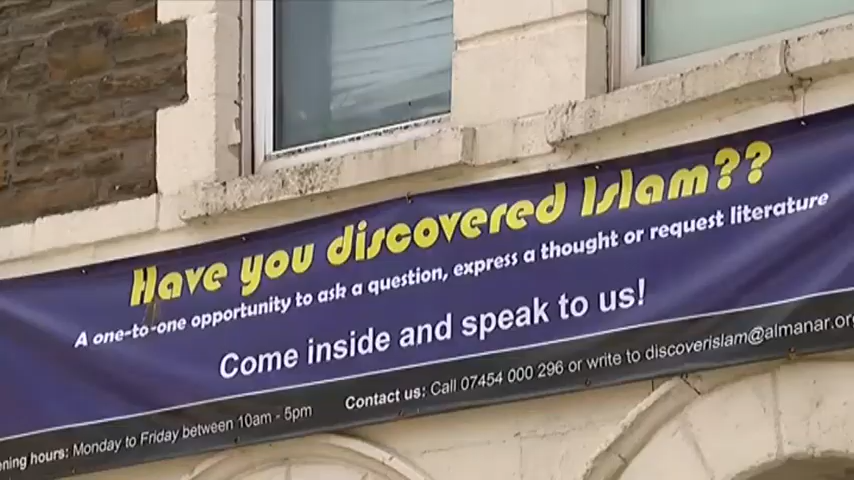 Have you discovered Islam??
A one-to-one opportunity to ask a question, express a thought or request literature
Come inside and speak to us!
Contact us: Call 07454 000 296 or write to discoverislam@almanar.org
hours: Monday to Friday between 10am - 5pm